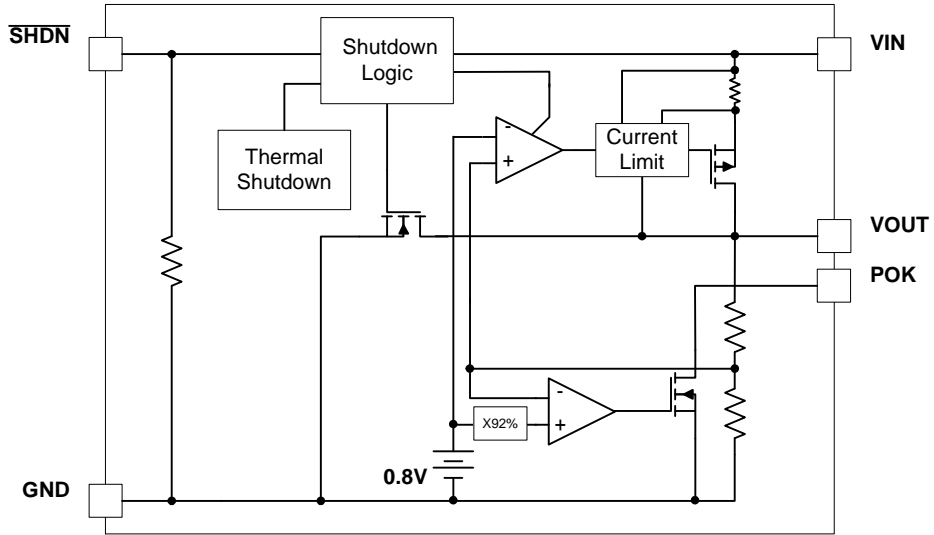 SHDN
Shutdown
Logic
VIN
Thermal
Shutdown
-
+
Current
Limit
VOUT
POK
-
X92%
+
0.8V
GND